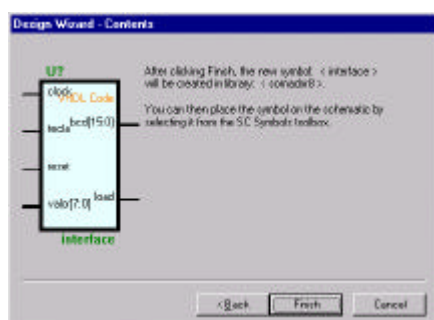 Design Wizard - Contents
U?
clock
VHDL Code
tecla
bcd[15:0]
reset
valor[7:0]
load
interface
After clicking Finish, the new symbol: < interface >
will be created in library: < somador8 >.
You can then place the symbol on the schematic by
selecting it from the SC Symbols toolbox.
< Back
Finish
Cancel